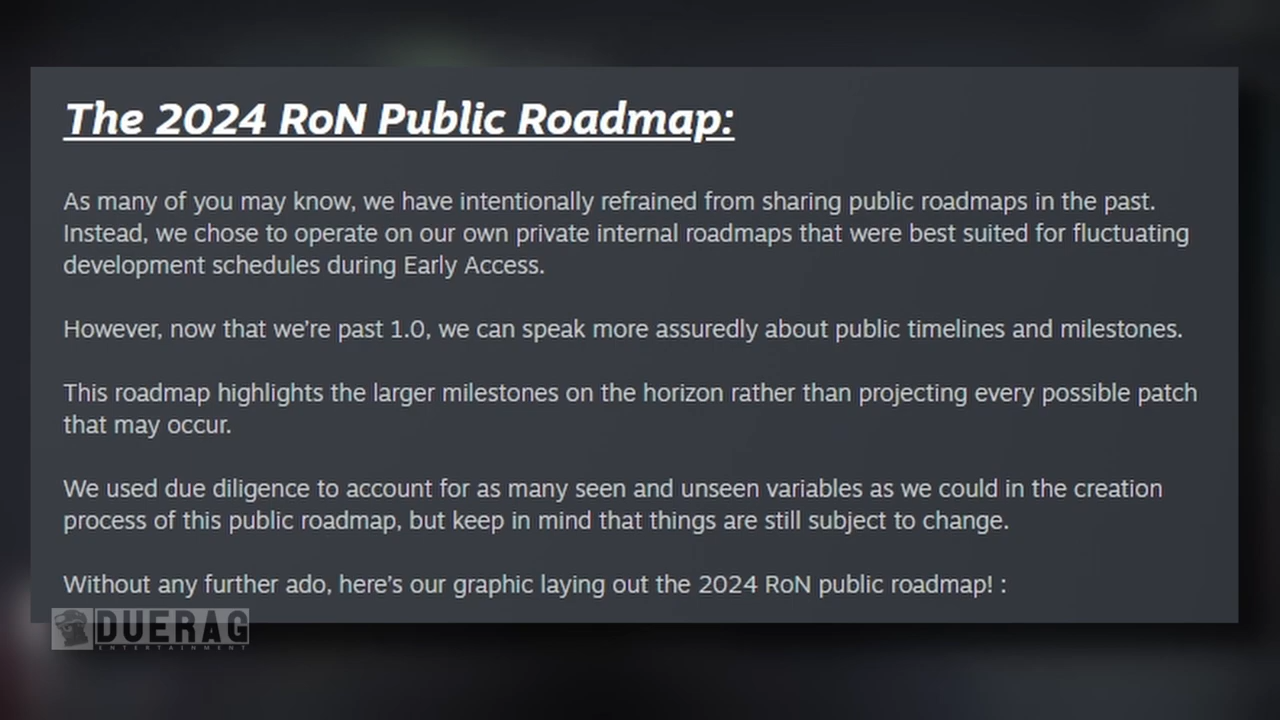 The 2024 RoN Public Roadmap:
As many of you may know, we have intentionally refrained from sharing public roadmaps in the past.
Instead, we chose to operate on our own private internal roadmaps that were best suited for fluctuating
development schedules during Early Access.
However, now that we're past 1.0, we can speak more assuredly about public timelines and milestones.
This roadmap highlights the larger milestones on the horizon rather than projecting every possible patch
that may occur.
We used due diligence to account for as many seen and unseen variables as we could in the creation
process of this public roadmap, but keep in mind that things are still subject to change.
Without any further ado, here's our graphic laying out the 2024 RoN public roadmap! :
DUERAG
ENTERTAINMENT